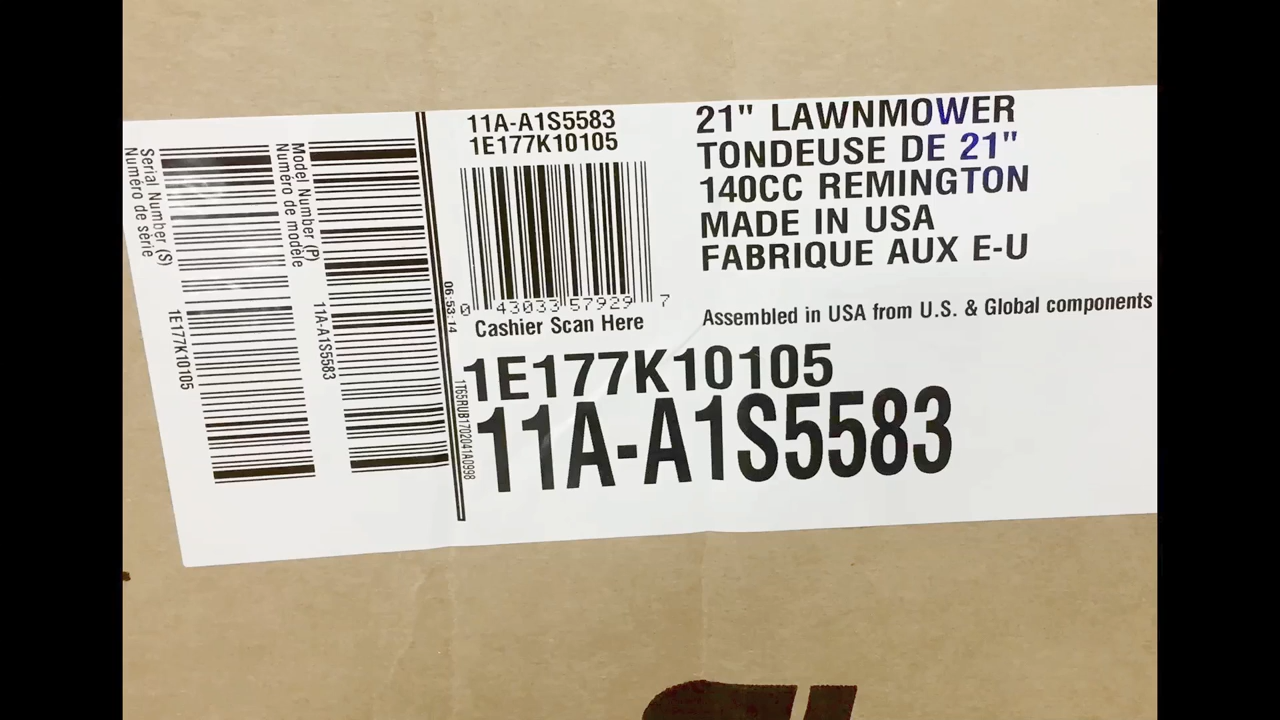 Serial Number (S)
Numéro de série
1E177K10105
Model Number (P)
Numéro de modèle
11A-A1S5583
11A-A1S5583
1E177K10105
0 43033 57929 7
Cashier Scan Here
06:53:14
1T65RUB1702041A0998
21" LAWNMOWER
TONDEUSE DE 21"
140CC REMINGTON
MADE IN USA
FABRIQUE AUX E-U
Assembled in USA from U.S. & Global components
1E177K10105
11A-A1S5583